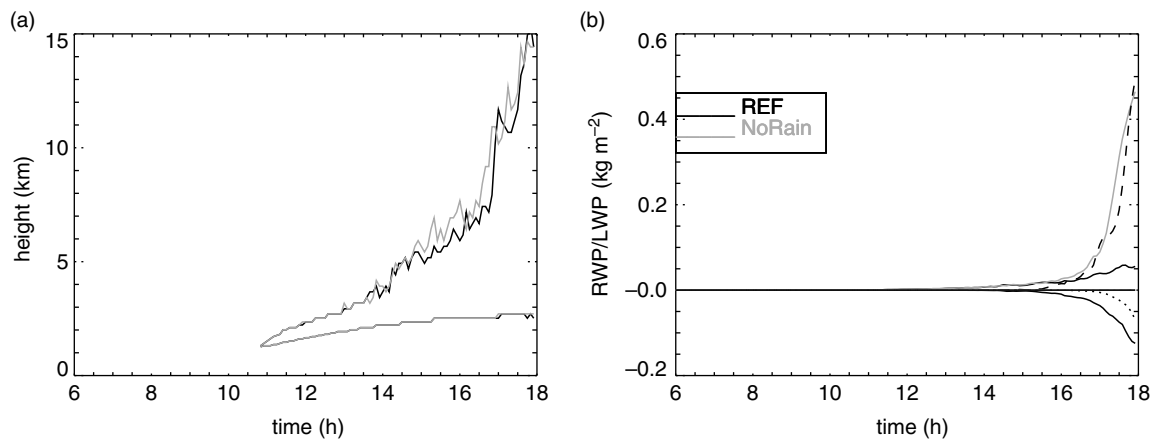 (a)
15
10
5
0
height (km)
6 8 10 12 14 16 18
time (h)
(b)
0.6
0.4
0.2
–0.0
–0.2
RWP/LWP (kg m⁻²)
REF
NoRain
6 8 10 12 14 16 18
time (h)